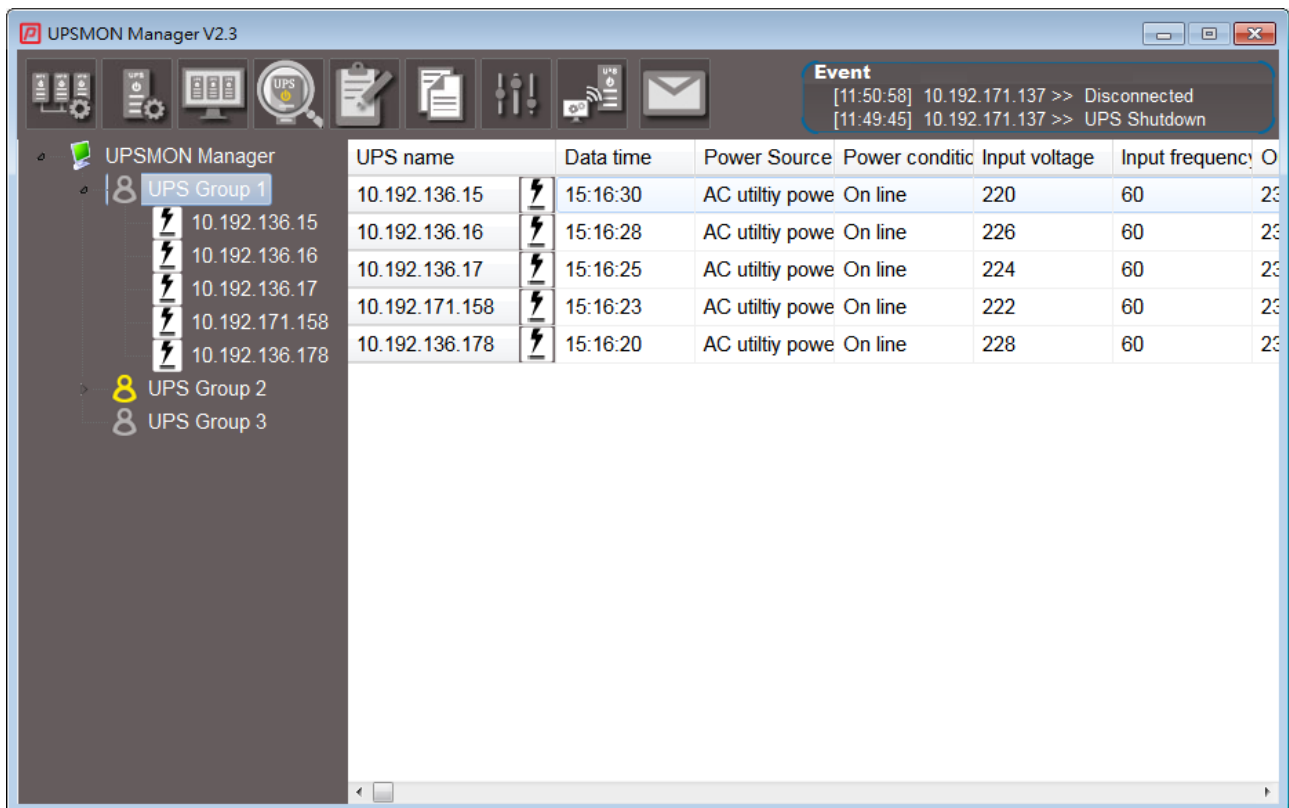 UPSMON Manager V2.3
UPS
UPS
Event
[11:50:58] 10.192.171.137 >> Disconnected
[11:49:45] 10.192.171.137 >> UPS Shutdown
UPSMON Manager
UPS Group 1
10.192.136.15
10.192.136.16
10.192.136.17
10.192.171.158
10.192.136.178
UPS Group 2
UPS Group 3
UPS name Data time Power Source Power conditic Input voltage Input frequency O
10.192.136.15 15:16:30 AC utiltiy powe On line 220 60 23
10.192.136.16 15:16:28 AC utiltiy powe On line 226 60 23
10.192.136.17 15:16:25 AC utiltiy powe On line 224 60 23
10.192.171.158 15:16:23 AC utiltiy powe On line 222 60 23
10.192.136.178 15:16:20 AC utiltiy powe On line 228 60 23